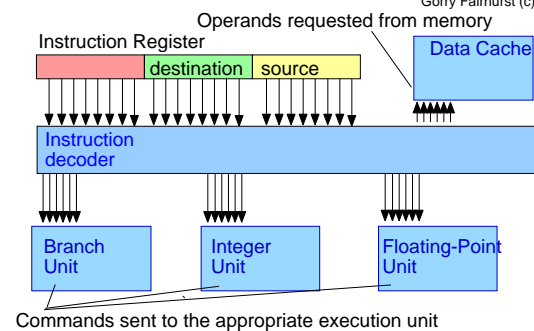 Gorry Fairhurst (c)
Operands requested from memory
Instruction Register
Data Cache
destination
source
Instruction
decoder
Branch
Unit
Integer
Unit
Floating-Point
Unit
Commands sent to the appropriate execution unit